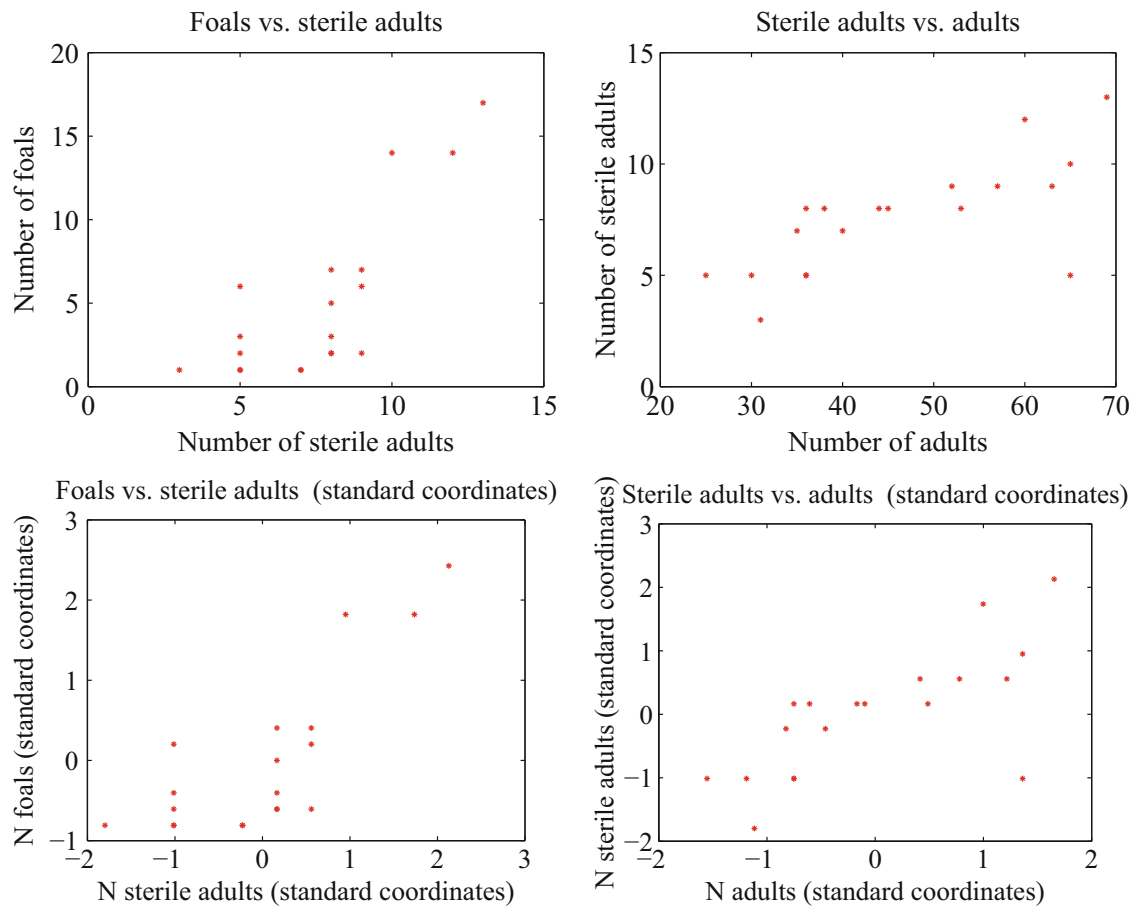 Foals vs. sterile adults
20
15
10
5
0
0 5 10 15
Number of foals
Number of sterile adults
Sterile adults vs. adults
15
10
5
0
20 30 40 50 60 70
Number of sterile adults
Number of adults
Foals vs. sterile adults (standard coordinates)
3
2
1
0
−1
−2 −1 0 1 2 3
N foals (standard coordinates)
N sterile adults (standard coordinates)
Sterile adults vs. adults (standard coordinates)
3
2
1
0
−1
−2
−2 −1 0 1 2
N sterile adults (standard coordinates)
N adults (standard coordinates)